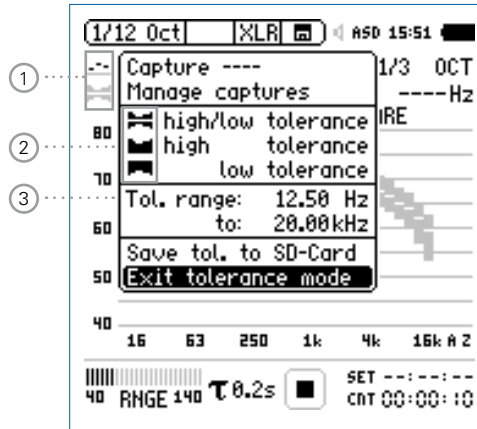 1/12 Oct XLR ASD 15:51
1 -.- Capture ---- 1/3 OCT
Manage captures ----Hz
high/low tolerance IRE
80
2 high tolerance
low tolerance
70
3 Tol. range: 12.50 Hz
60 to: 20.00kHz
Save tol. to SD-Card
50 Exit tolerance mode
40
16 63 250 1k 4k 16k A Z
40 RNGE 140 τ 0.2s SET --:--:--
CNT 00:00:10